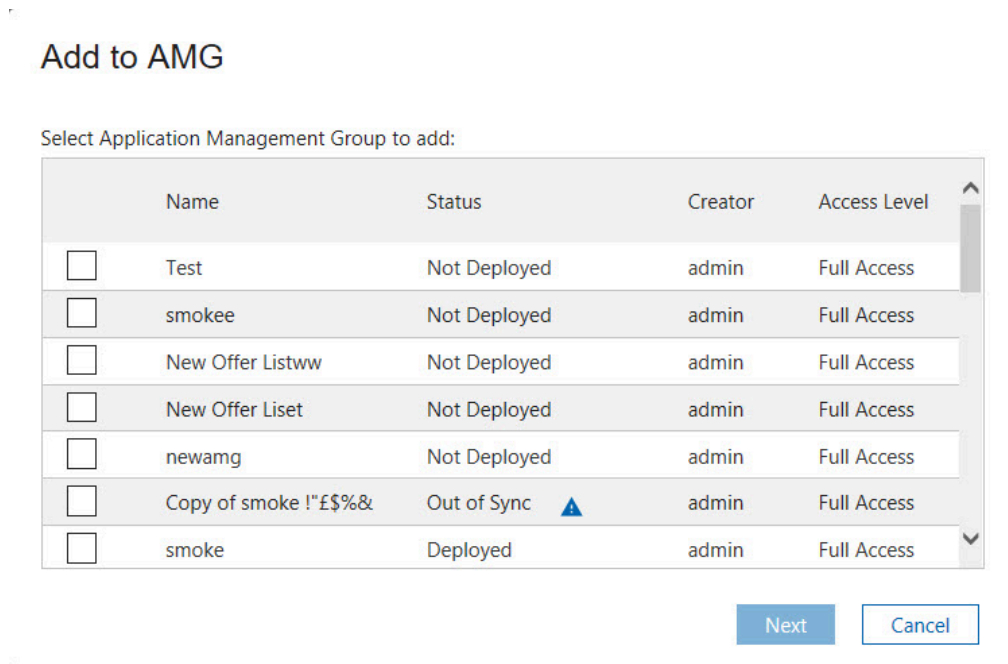 Add to AMG
Select Application Management Group to add:
Name Status Creator Access Level
Test Not Deployed admin Full Access
smokee Not Deployed admin Full Access
New Offer Listww Not Deployed admin Full Access
New Offer Liset Not Deployed admin Full Access
newamg Not Deployed admin Full Access
Copy of smoke !"£$%& Out of Sync admin Full Access
smoke Deployed admin Full Access
Next Cancel